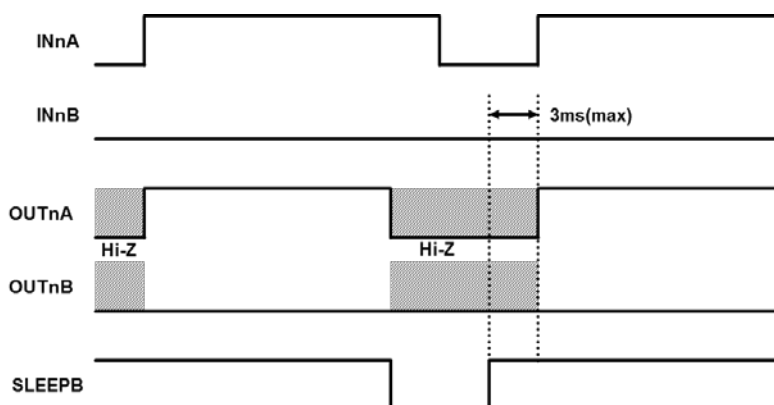 INnA
INnB
3ms(max)
OUTnA
Hi-Z
Hi-Z
OUTnB
SLEEPB